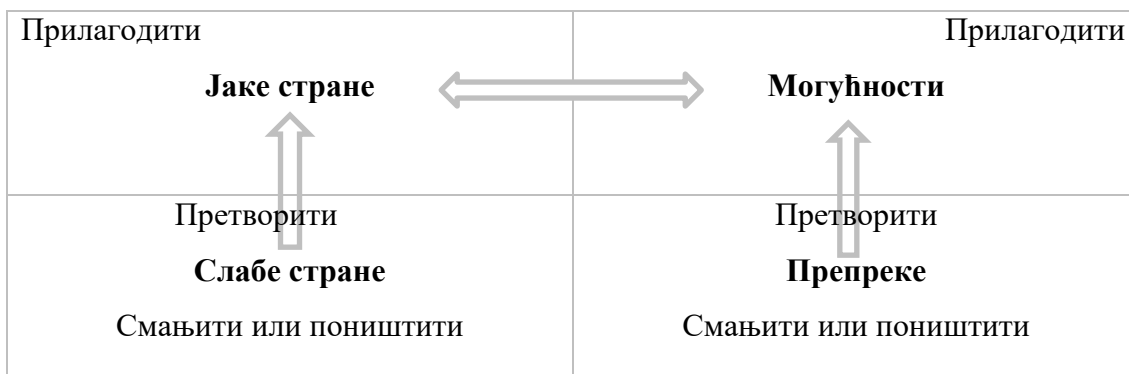 Прилагодити
Јаке стране
Прилагодити
Могућности
Претворити
Слабе стране
Смањити или поништити
Претворити
Препреке
Смањити или поништити